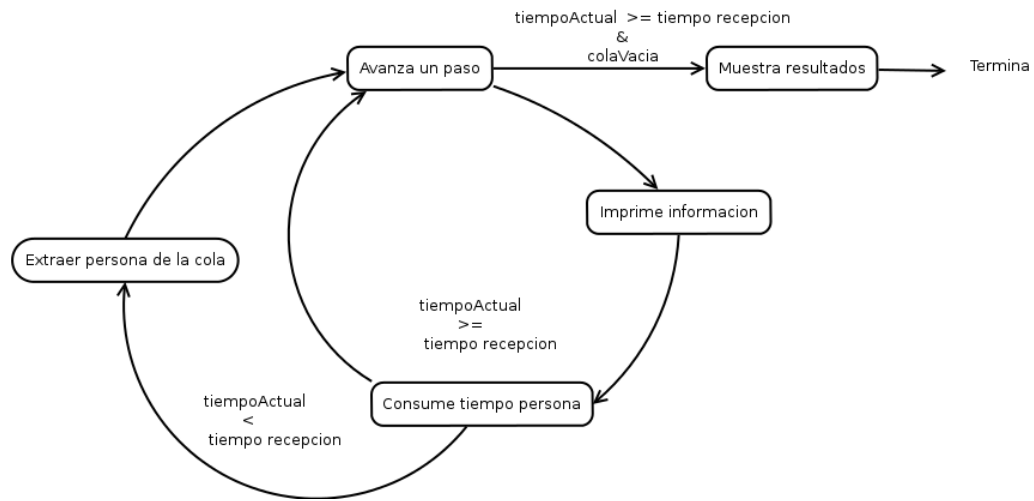 tiempoActual >= tiempo recepcion
&
colaVacia
Avanza un paso
Muestra resultados
Termina
Imprime informacion
Extraer persona de la cola
tiempoActual
>=
tiempo recepcion
Consume tiempo persona
tiempoActual
<
tiempo recepcion